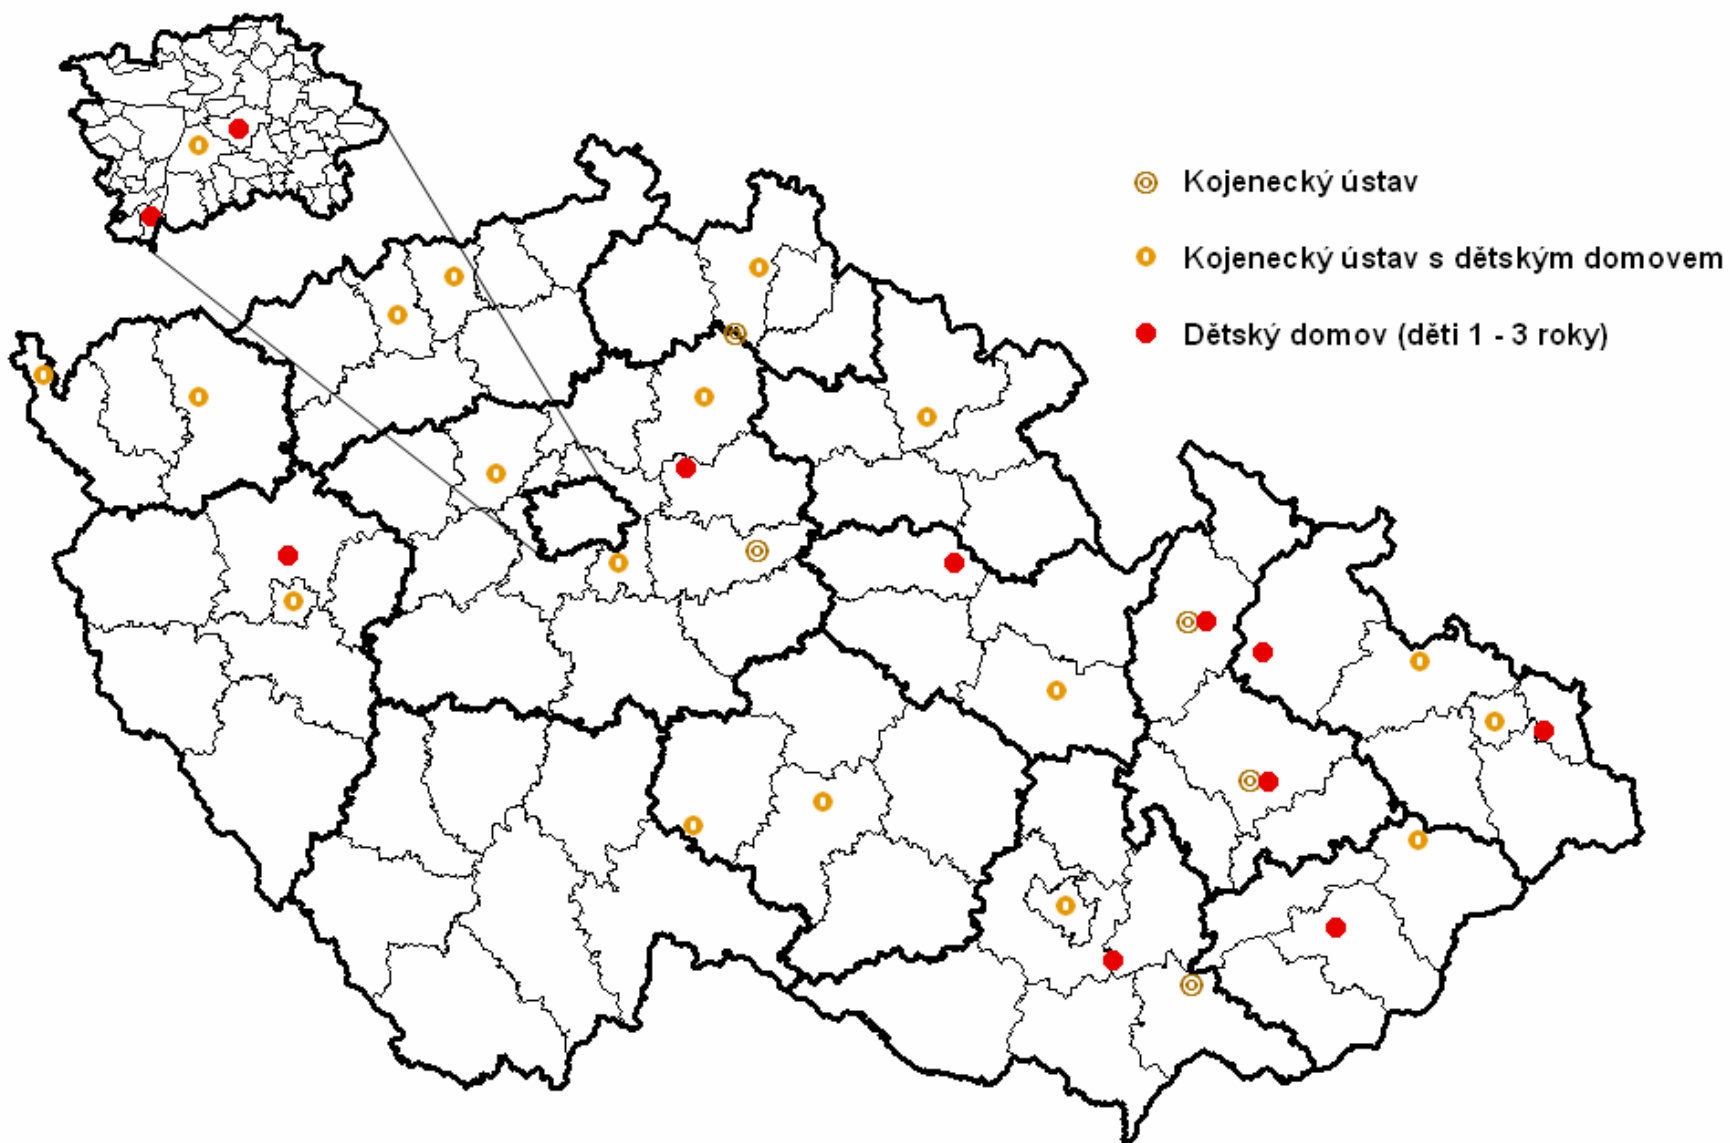 Kojenecký ústav
Kojenecký ústav s dětským domovem
Dětský domov (děti 1 - 3 roky)